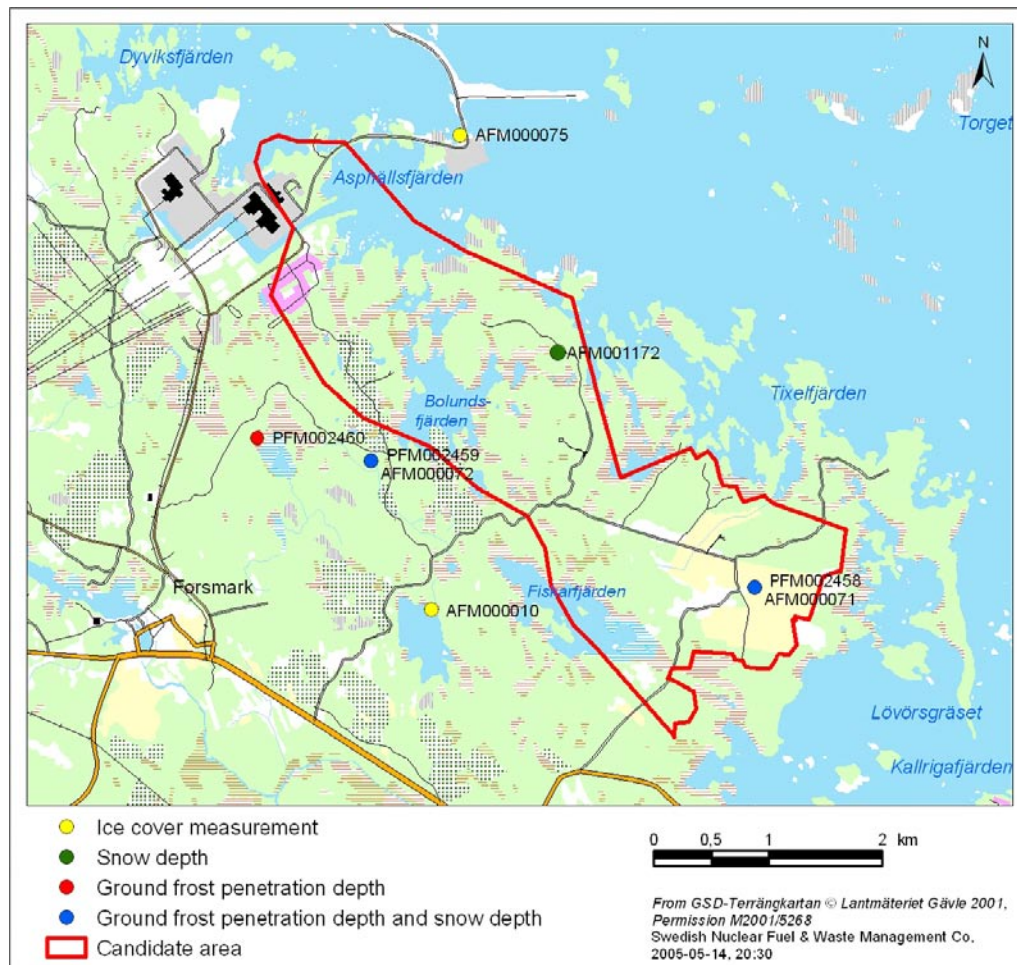 Dyviksfjärden
N
AFM000075
Torget
Asphällsfjärden
AFM001172
Bolunds-
fjärden
Tixelfjärden
PFM002460
PFM002459
AFM000072
PFM002458
AFM000071
Forsmark
Fiskarfjärden
AFM000010
Lövörsgräset
Kallrigafjärden
Ice cover measurement
Snow depth
Ground frost penetration depth
Ground frost penetration depth and snow depth
Candidate area
0 0,5 1 2 km
From GSD-Terrängkartan © Lantmäteriet Gävle 2001,
Permission M2001/5268
Swedish Nuclear Fuel & Waste Management Co.
2005-05-14, 20:30